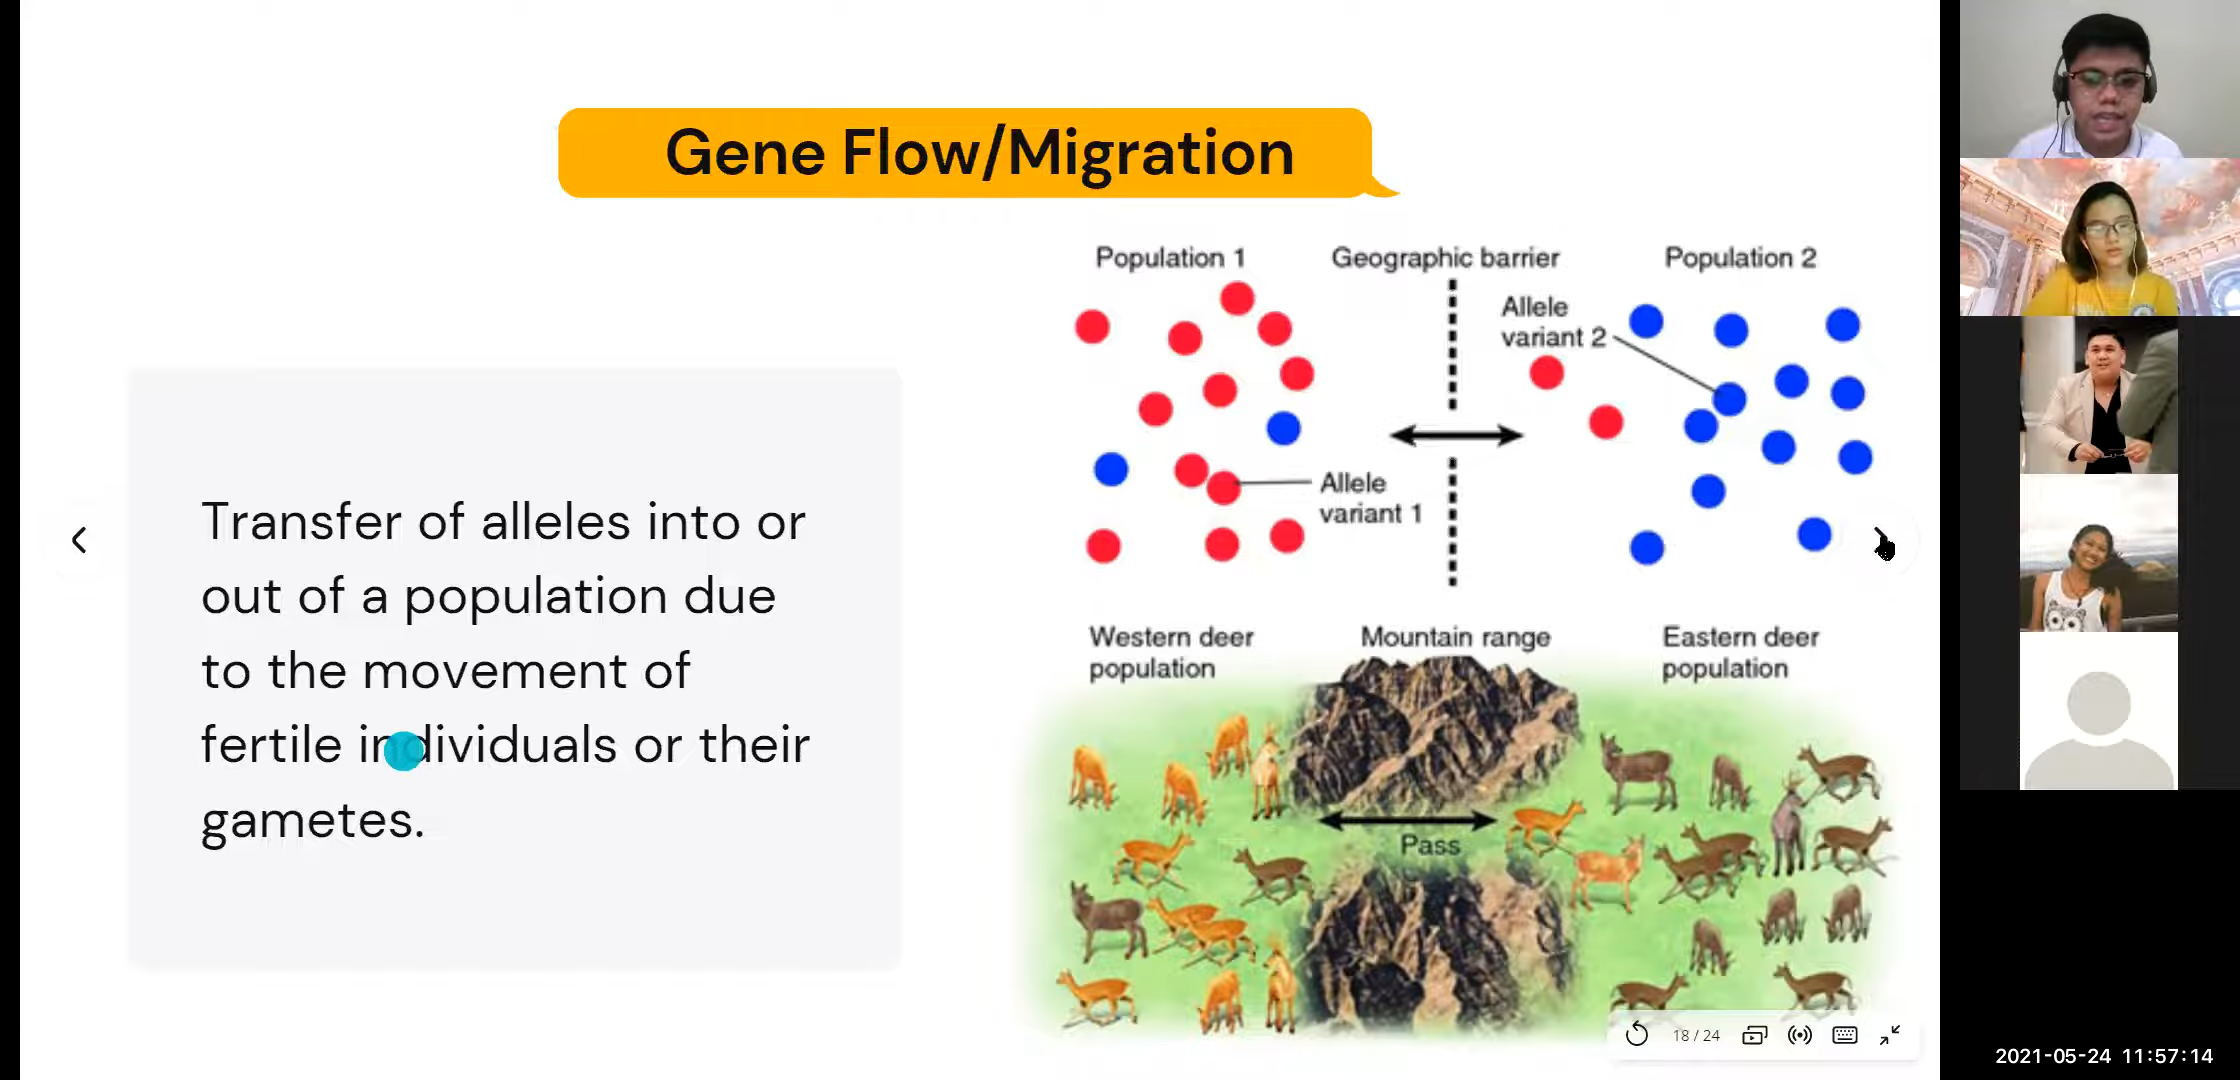 Gene Flow/Migration
Transfer of alleles into or
out of a population due
to the movement of
fertile individuals or their
gametes.
Population 1
Geographic barrier
Population 2
Allele
variant 2
Allele
variant 1
Western deer
population
Mountain range
Eastern deer
population
Pass
18 / 24
2021-05-24 11:57:14